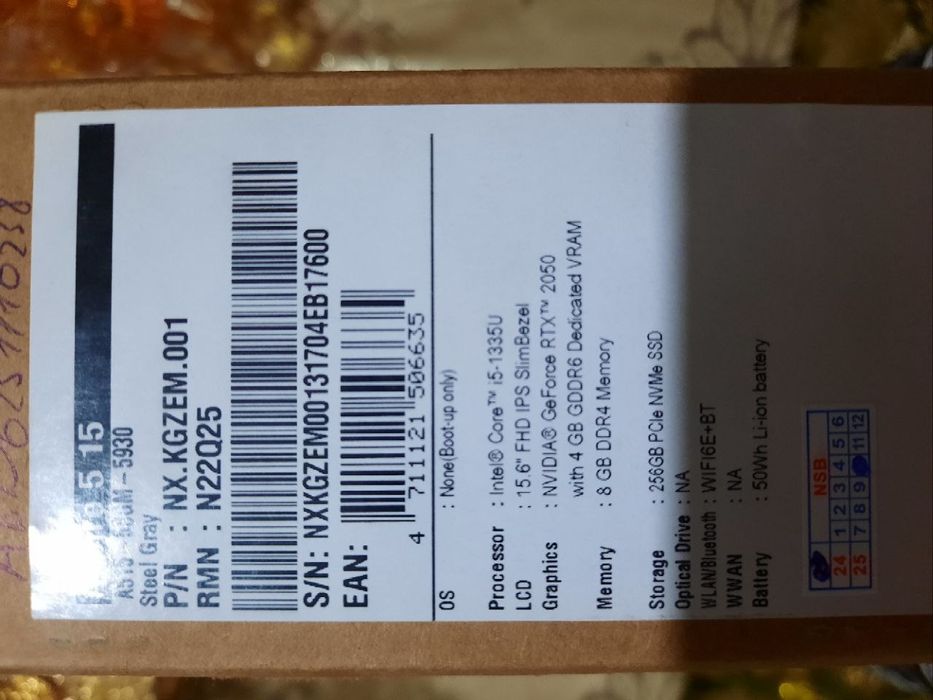 5 15
5930
Steel Gray
P/N : NX.KGZEM.001
RMN : N22Q25
S/N: NXKGZEM00131704EB17600
EAN:
4 711121 506635
OS : None(Boot-up only)
Processor : Intel® Core™ i5-1335U
LCD : 15.6" FHD IPS SlimBezel
Graphics : NVIDIA® GeForce RTX™ 2050
with 4 GB GDDR6 Dedicated VRAM
Memory : 8 GB DDR4 Memory
Storage : 256GB PCIe NVMe SSD
Optical Drive : NA
WLAN/Bluetooth : WIFI6E+BT
WWAN : NA
Battery : 50Wh Li-ion battery
NSB
24 1 2 3 4 5 6
25 7 8 9 11 12